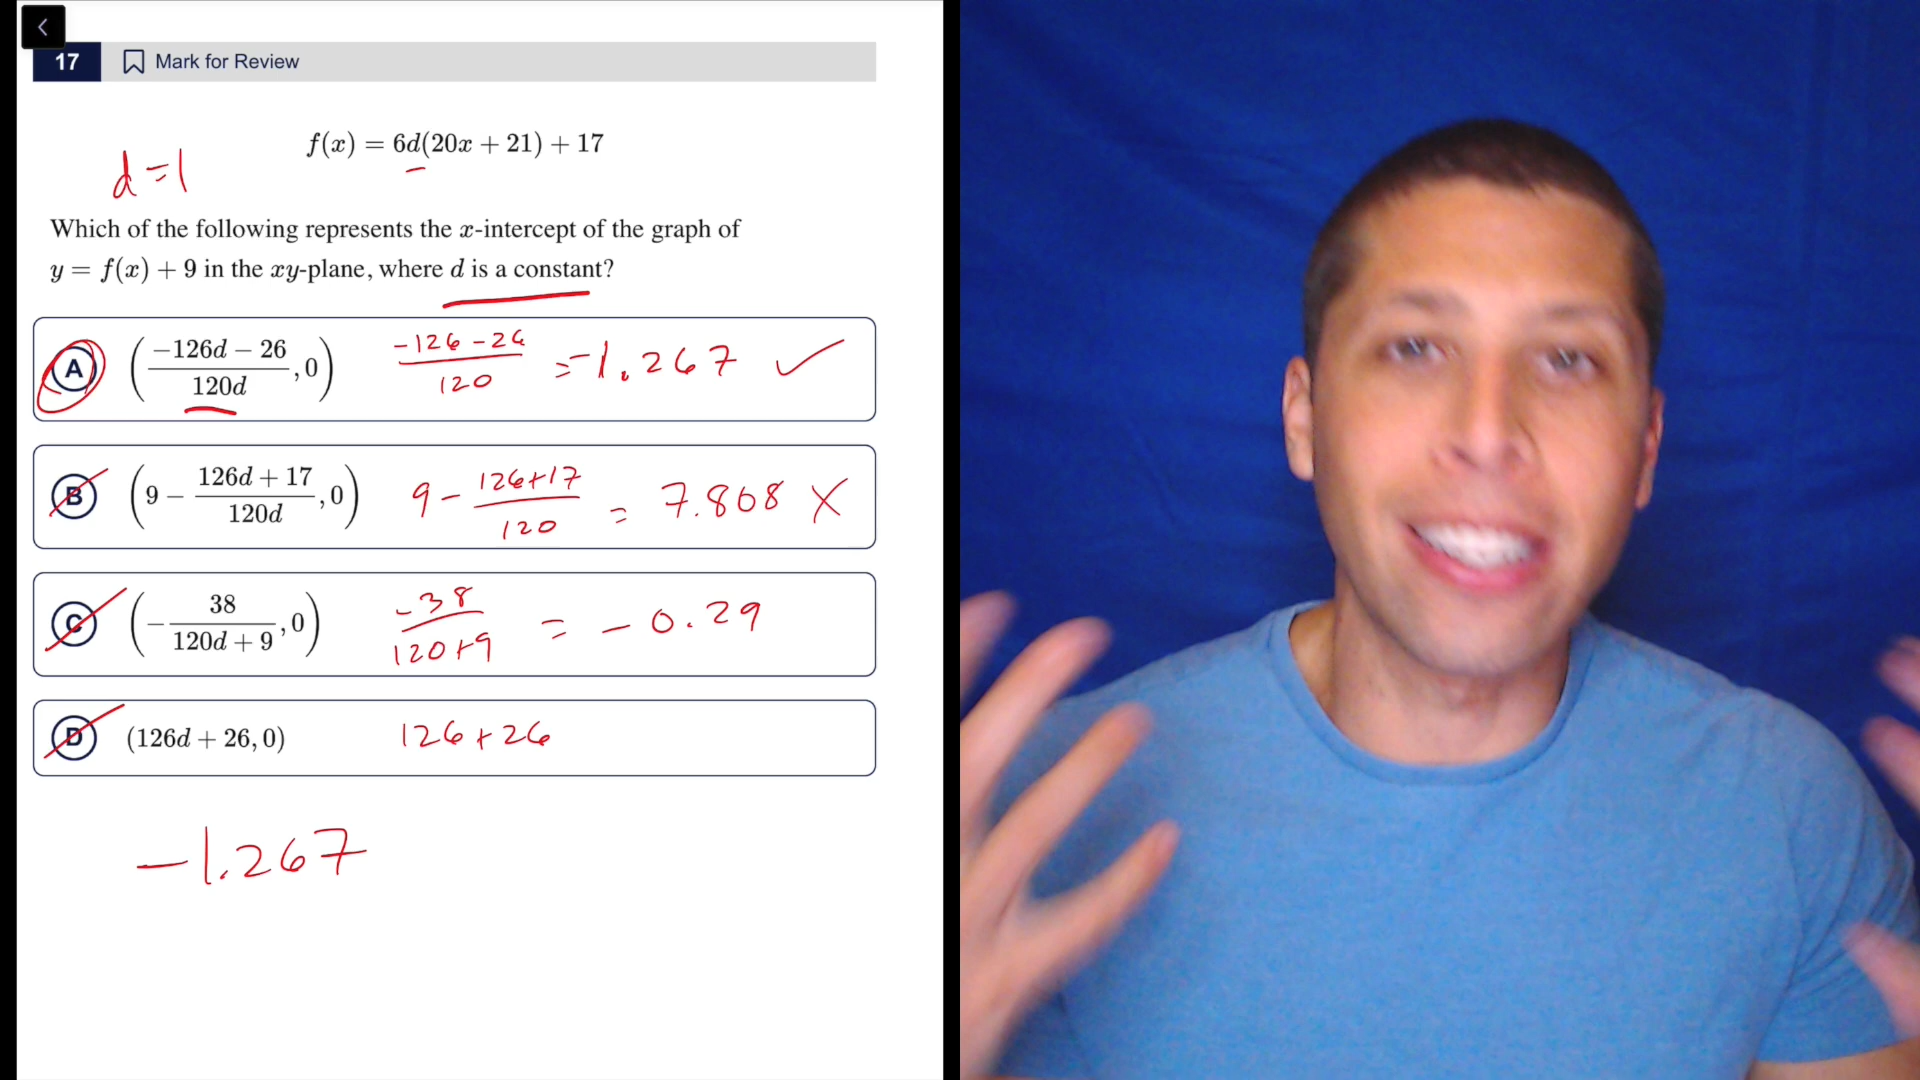 17 Mark for Review
f(x) = 6d(20x + 21) + 17
d=1
Which of the following represents the x-intercept of the graph of
y = f(x) + 9 in the xy-plane, where d is a constant?
A ((−126d − 26)/(120d), 0) (-126-26)/120 = -1.267 ✓
B (9 − (126d + 17)/(120d), 0) 9 - (126+17)/120 = 7.808 X
C (−38/(120d + 9), 0) -38/(120+9) = -0.29
D (126d + 26, 0) 126+26
-1.267